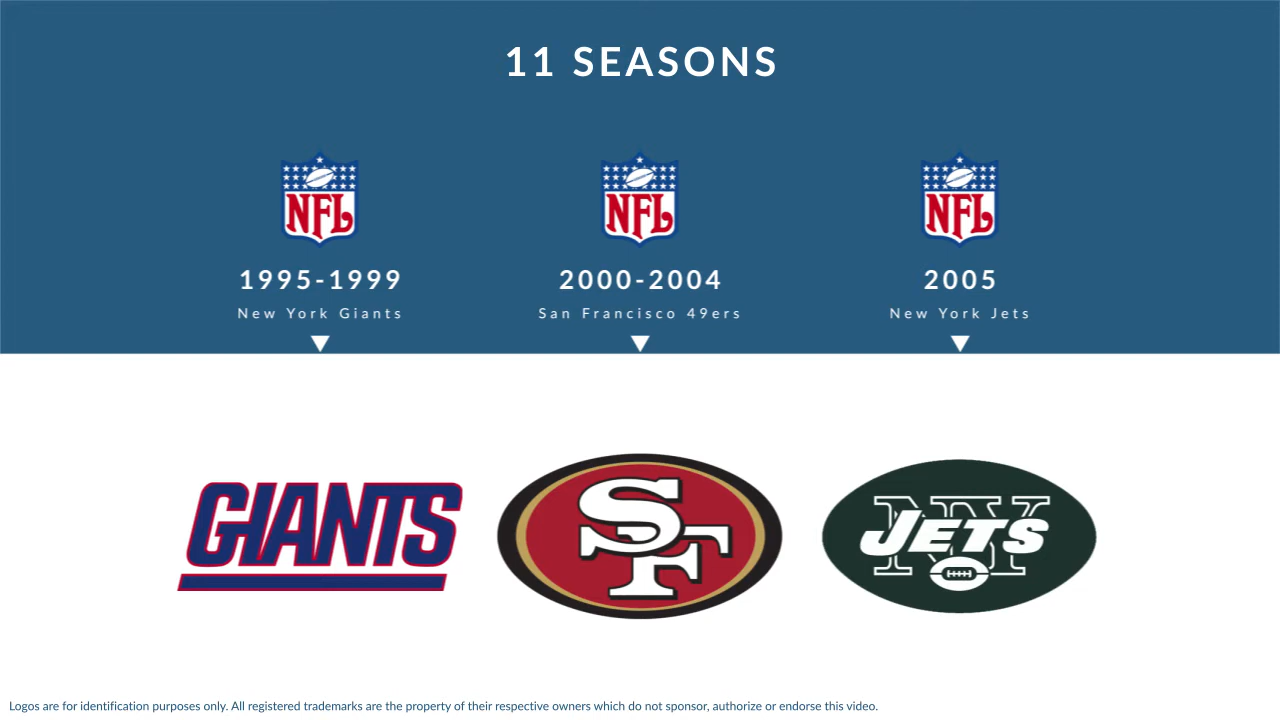 11 SEASONS
NFL NFL NFL
1995-1999 2000-2004 2005
New York Giants San Francisco 49ers New York Jets
GIANTS SF NY JETS
Logos are for identification purposes only. All registered trademarks are the property of their respective owners which do not sponsor, authorize or endorse this video.